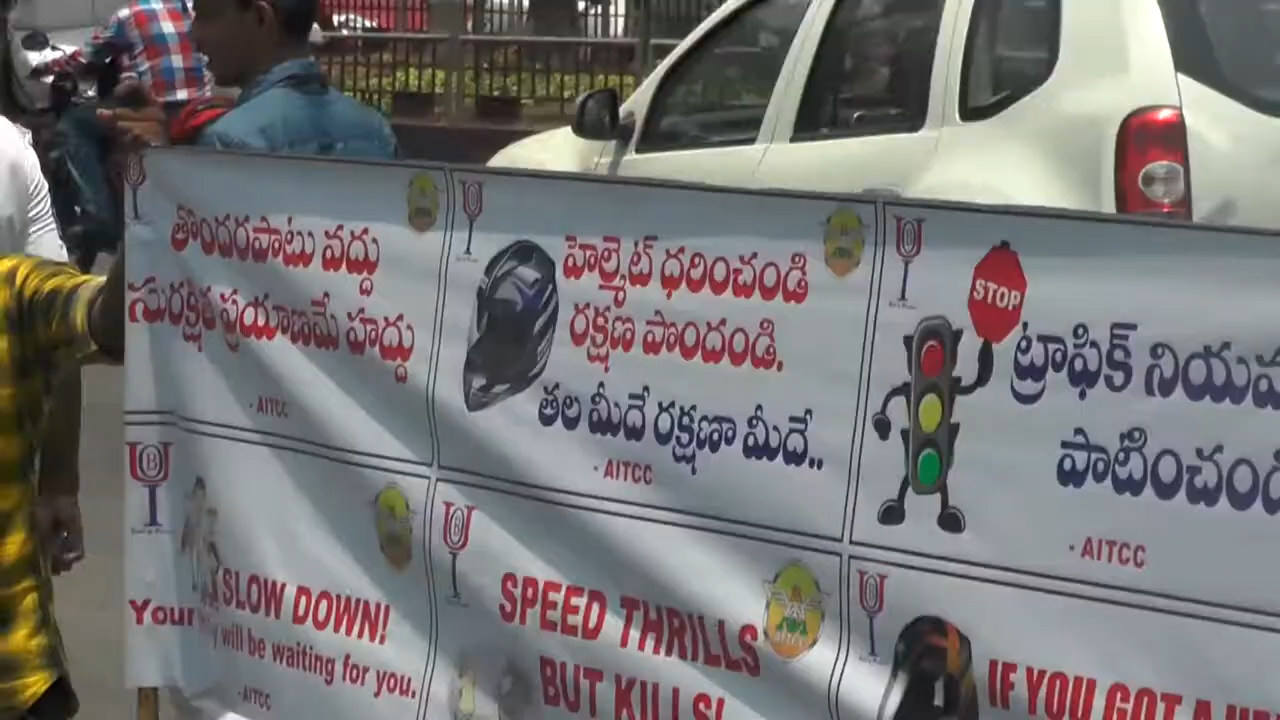 తొందరపాటు వద్దు
సురక్షిత ప్రయాణమే హద్దు
- AITCC
హెల్మెట్ ధరించండి
రక్షణ పొందండి.
తల మీదే రక్షణా మీదే..
- AITCC
STOP
ట్రాఫిక్
పాటించండి
- AITCC
SLOW DOWN!
Your will be waiting for you.
-AITCC
SPEED THRILLS
BUT KILLS!
IF YOU GOT A